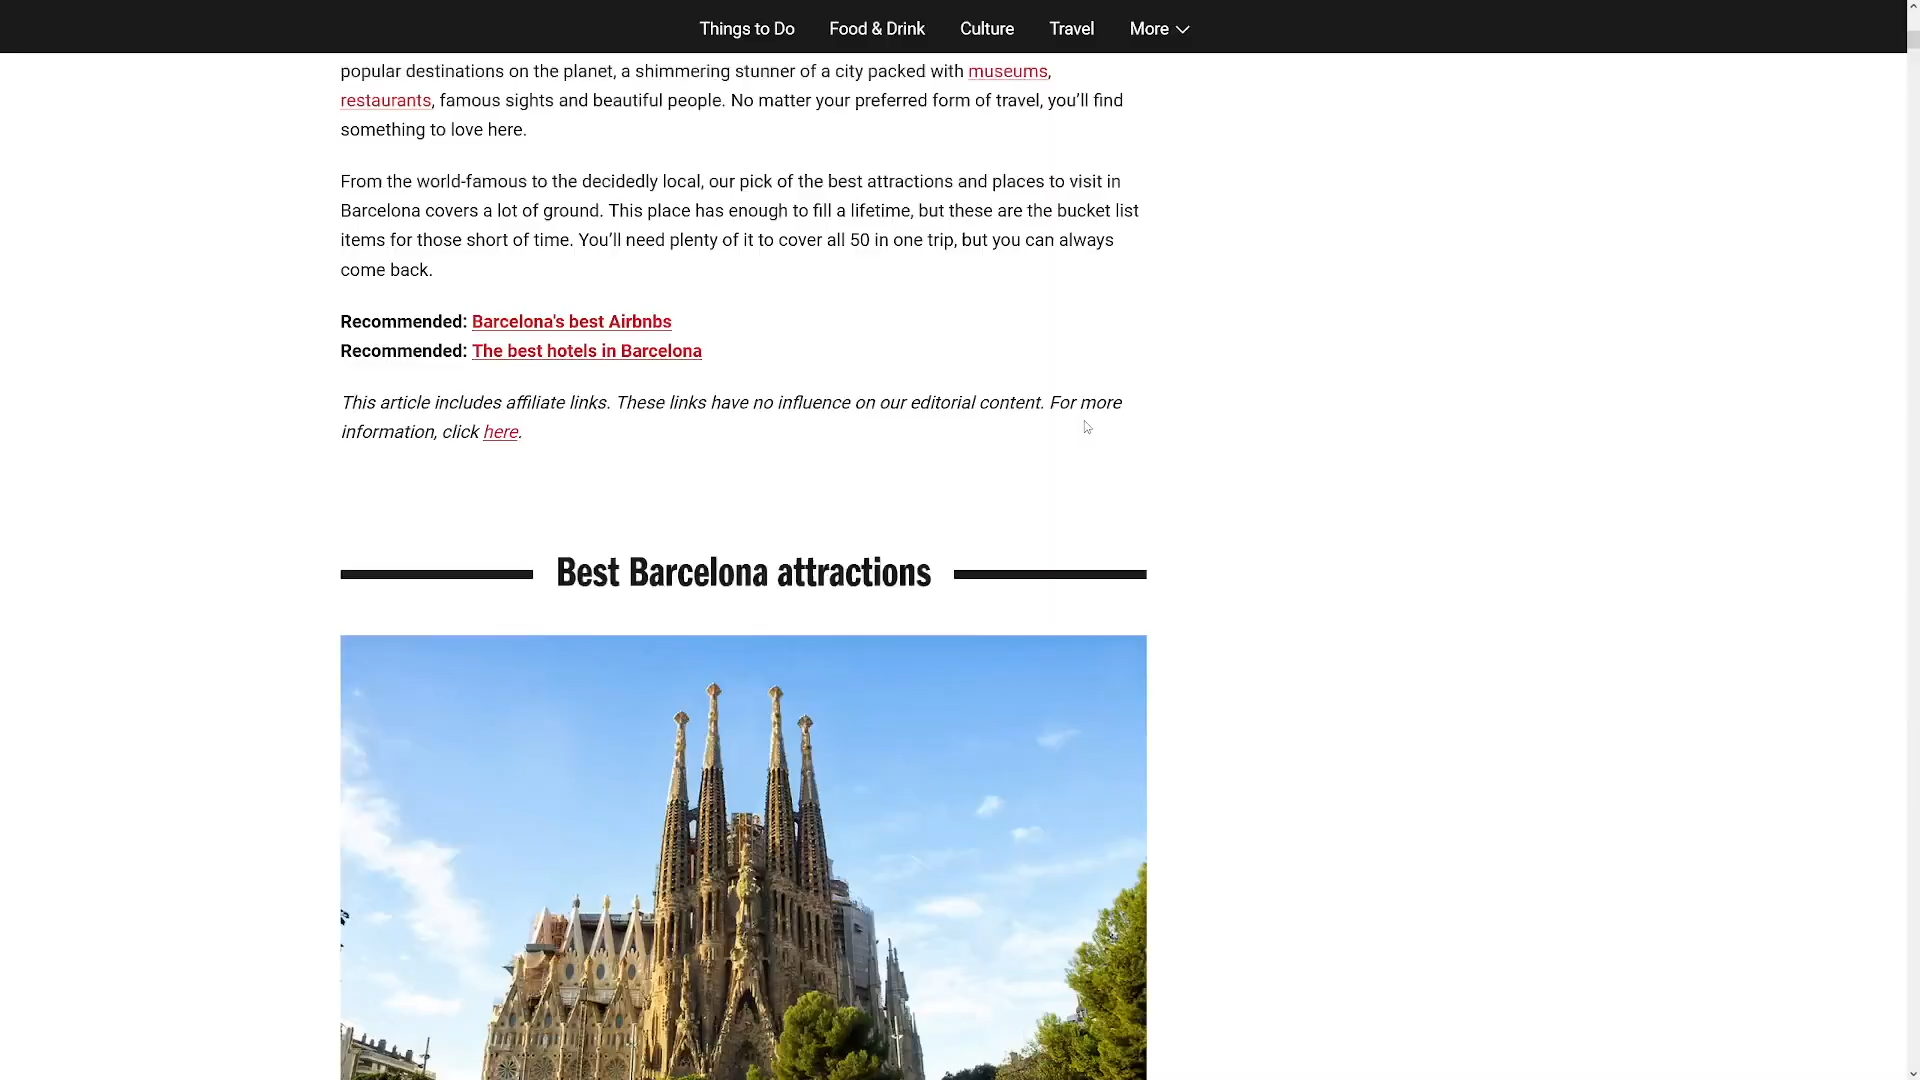 Things to Do Food & Drink Culture Travel More
popular destinations on the planet, a shimmering stunner of a city packed with museums,
restaurants, famous sights and beautiful people. No matter your preferred form of travel, you’ll find
something to love here.
From the world-famous to the decidedly local, our pick of the best attractions and places to visit in
Barcelona covers a lot of ground. This place has enough to fill a lifetime, but these are the bucket list
items for those short of time. You’ll need plenty of it to cover all 50 in one trip, but you can always
come back.
Recommended: Barcelona's best Airbnbs
Recommended: The best hotels in Barcelona
This article includes affiliate links. These links have no influence on our editorial content. For more
information, click here.
Best Barcelona attractions